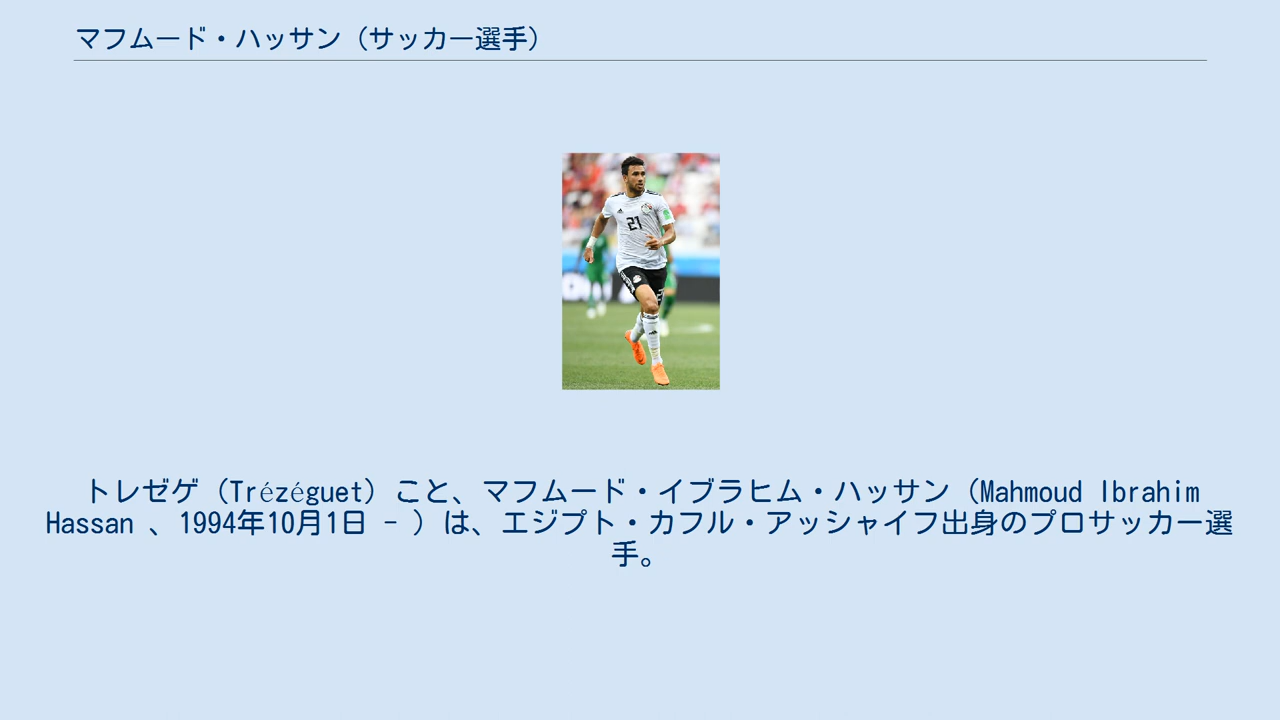 マフムード・ハッサン（サッカー選手）
21
トレゼゲ（Trézéguet）こと、マフムード・イブラヒム・ハッサン（Mahmoud Ibrahim
Hassan 、1994年10月1日 - ）は、エジプト・カフル・アッシャイフ出身のプロサッカー選
手。